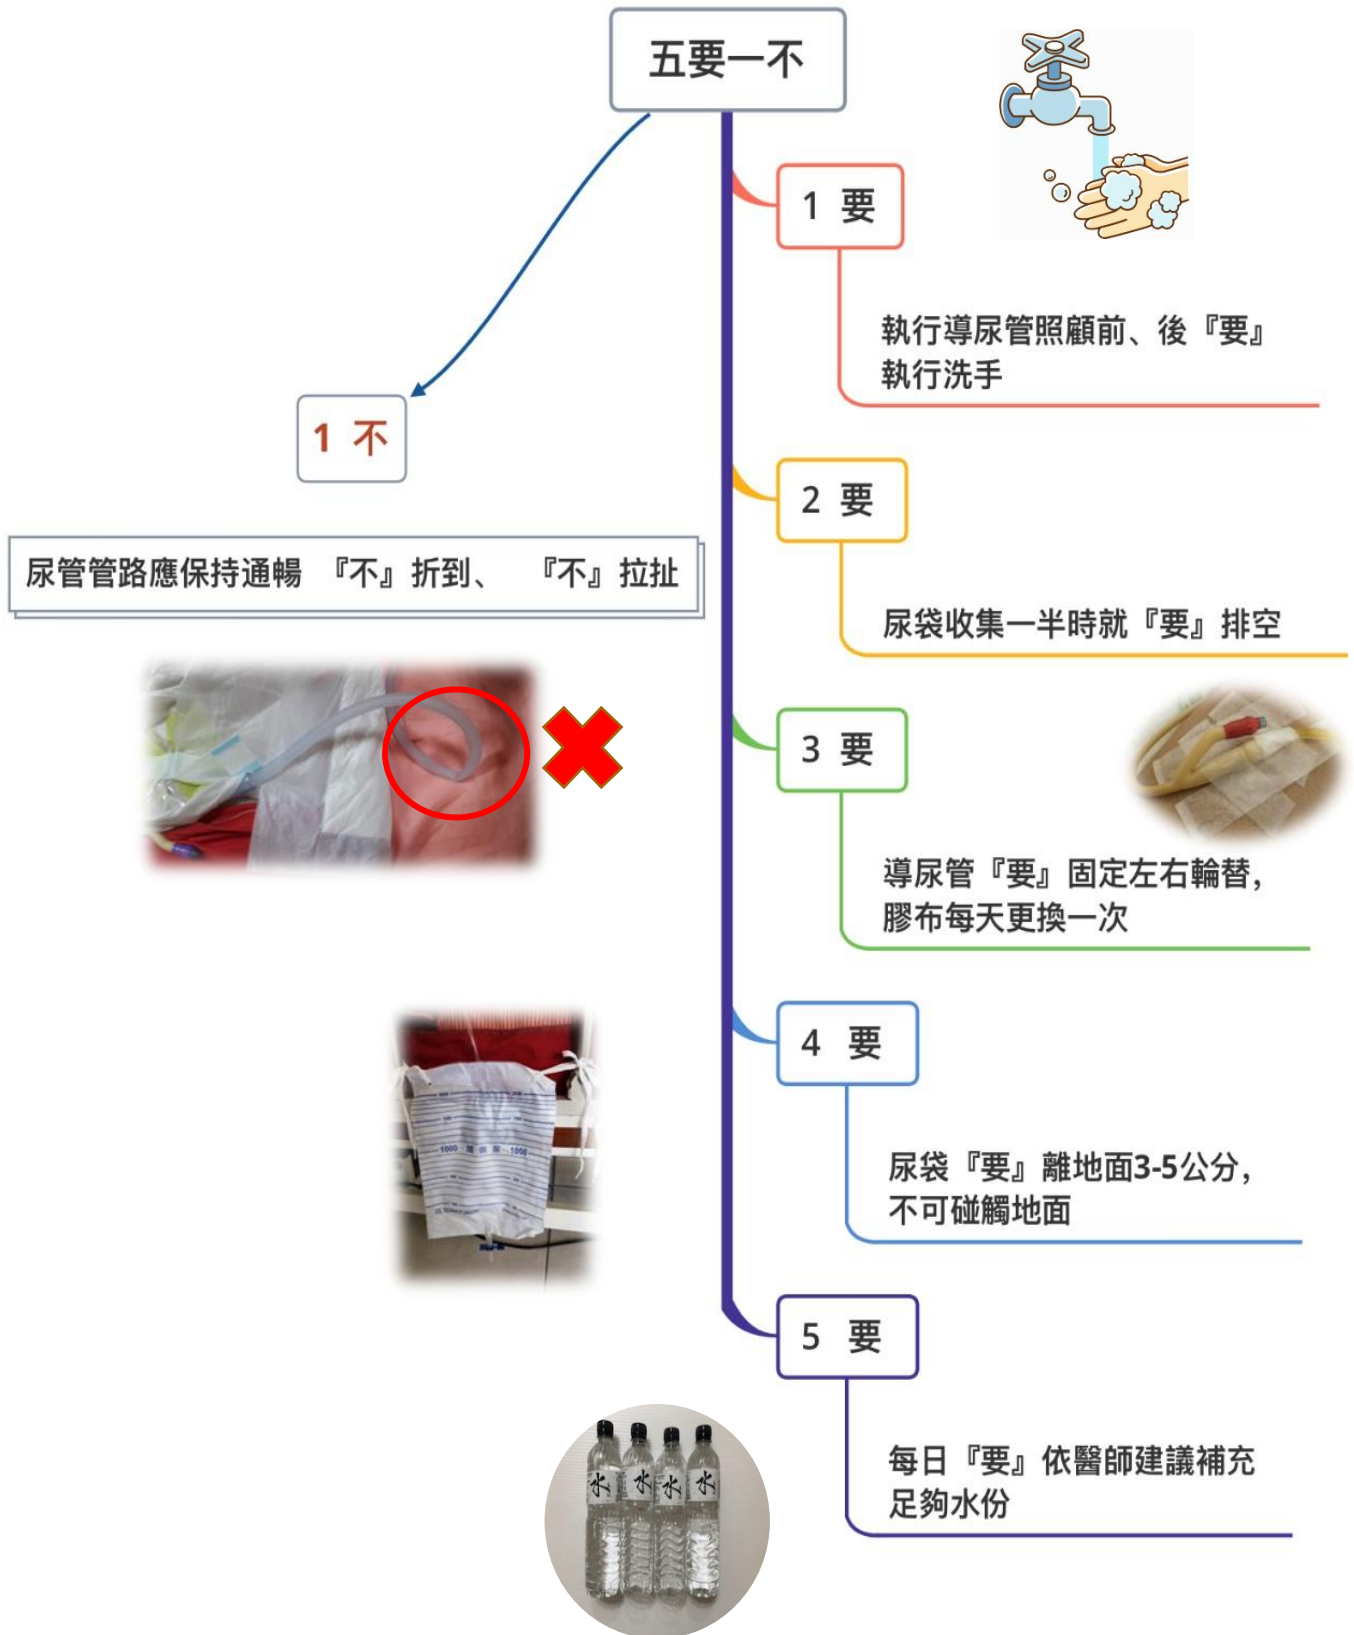 五要一不
1 要
執行導尿管照顧前、後『要』
執行洗手
2 要
尿袋收集一半時就『要』排空
3 要
導尿管『要』固定左右輪替，
膠布每天更換一次
4 要
尿袋『要』離地面3-5公分，
不可碰觸地面
5 要
每日『要』依醫師建議補充
足夠水份
1 不
尿管管路應保持通暢 『不』折到、 『不』拉扯
1000
1000
水 水 水 水